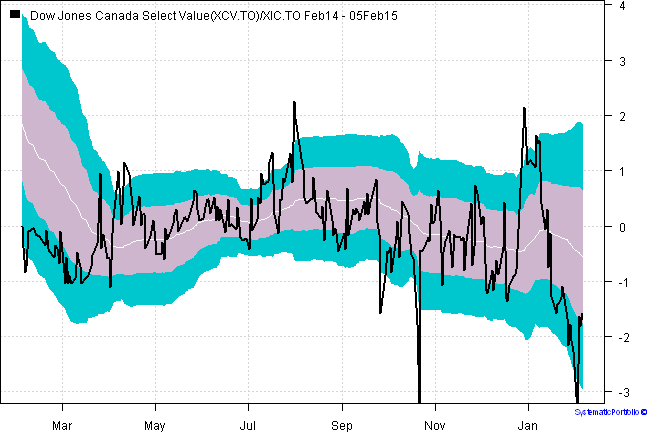 Dow Jones Canada Select Value(XCV.TO)/XIC.TO Feb14 - 05Feb15
4
3
2
1
0
-1
-2
-3
Mar May Jul Sep Nov Jan
SystematicPortfolio ©